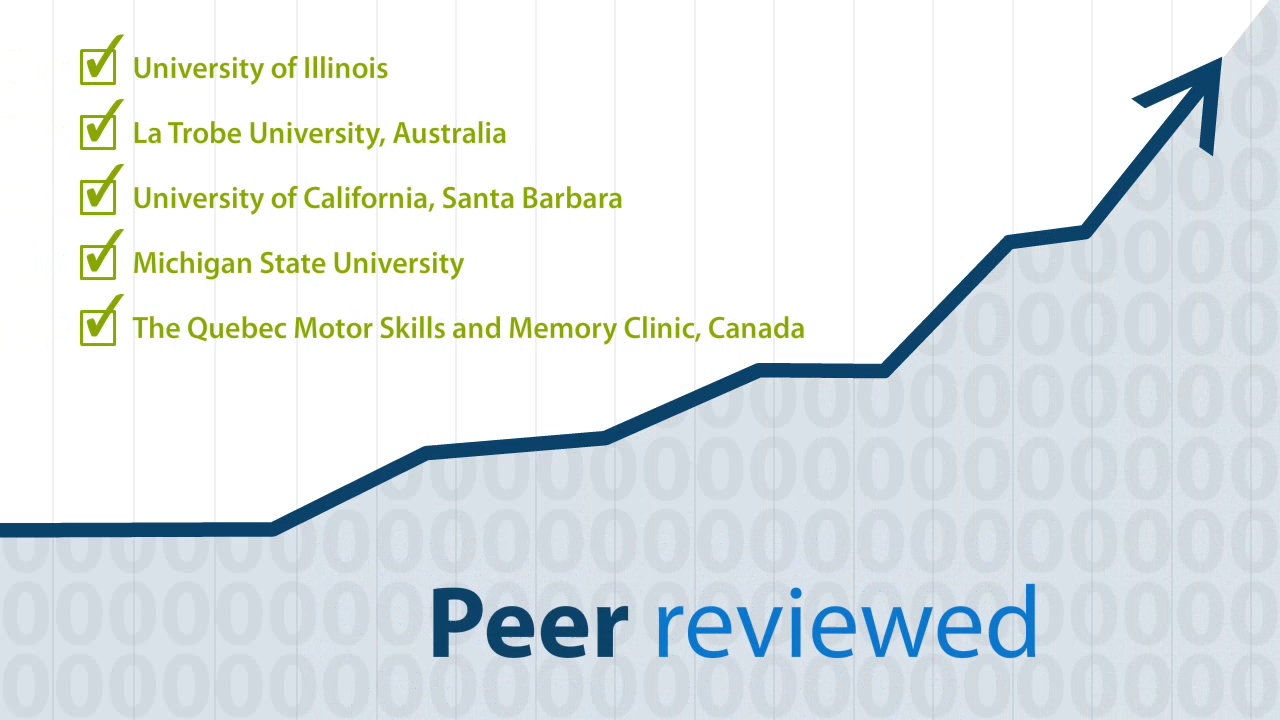 University of Illinois
La Trobe University, Australia
University of California, Santa Barbara
Michigan State University
The Quebec Motor Skills and Memory Clinic, Canada
Peer reviewed